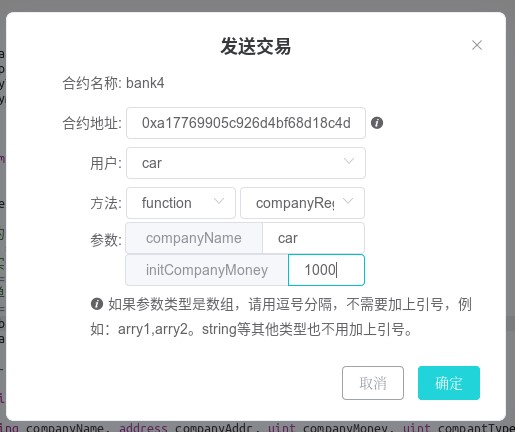 发送交易
合约名称: bank4
合约地址: 0xa17769905c926d4bf68d18c4d
用户: car
方法: function companyReg
参数: companyName car
initCompanyMoney 1000
如果参数类型是数组，请用逗号分隔，不需要加上引号，例
如：arry1,arry2。string等其他类型也不用加上引号。
取消 确定
ing companyName, address companyAddr, uint companyMoney, uint compantType